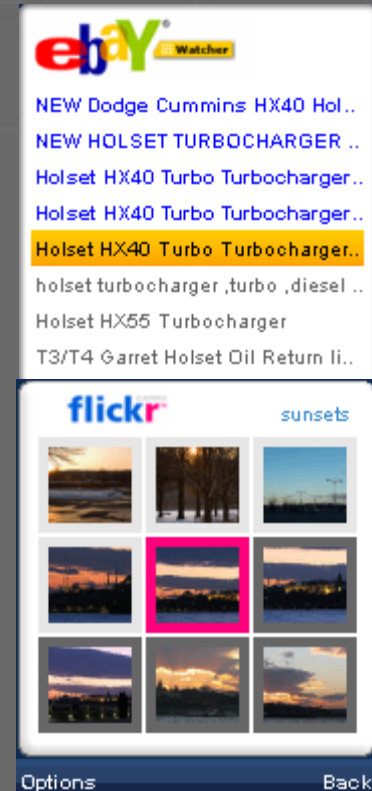 ebaY Watcher
NEW Dodge Cummins HX40 Hol..
NEW HOLSET TURBOCHARGER ..
Holset HX40 Turbo Turbocharger..
Holset HX40 Turbo Turbocharger..
Holset HX40 Turbo Turbocharger..
holset turbocharger ,turbo ,diesel ..
Holset HX55 Turbocharger
T3/T4 Garret Holset Oil Return li..
flickr sunsets
Options Back